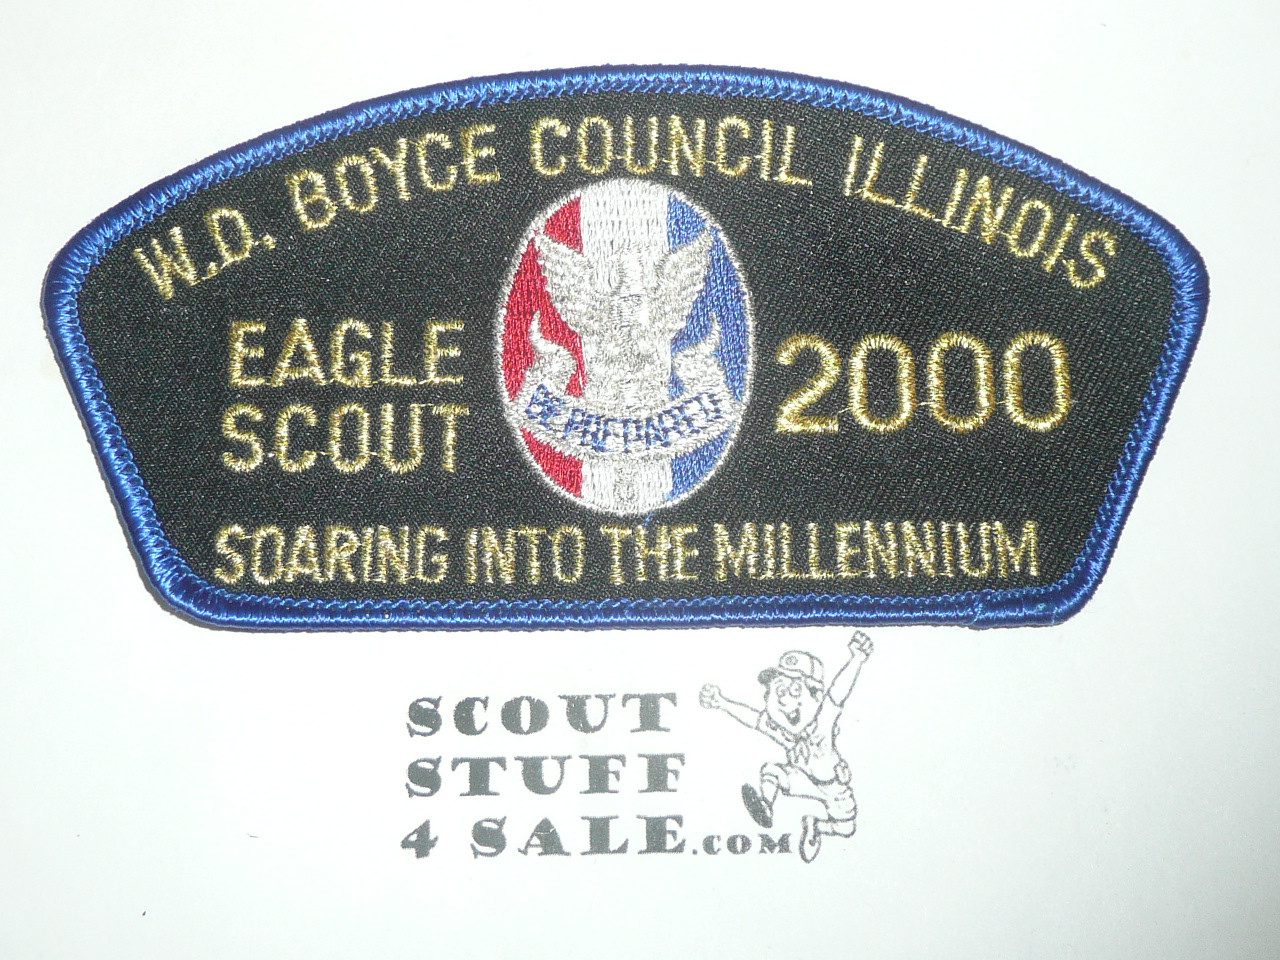 W.D. BOYCE COUNCIL ILLINOIS
EAGLE SCOUT
2000
BE PREPARED
SOARING INTO THE MILLENNIUM
SCOUT
STUFF
4 SALE.COM